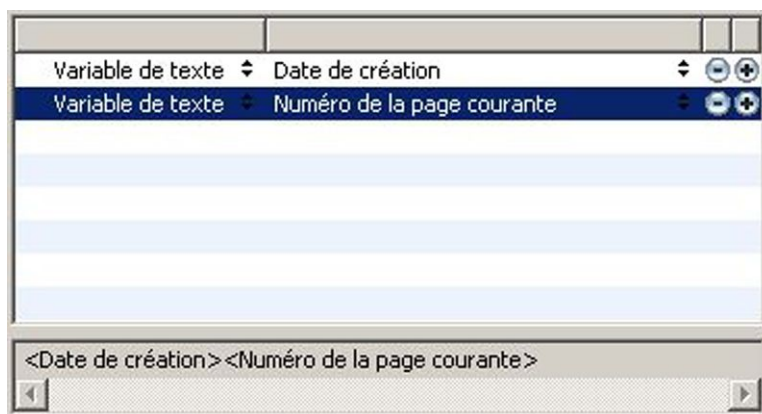 Variable de texte Date de création
Variable de texte Numéro de la page courante
<Date de création><Numéro de la page courante>